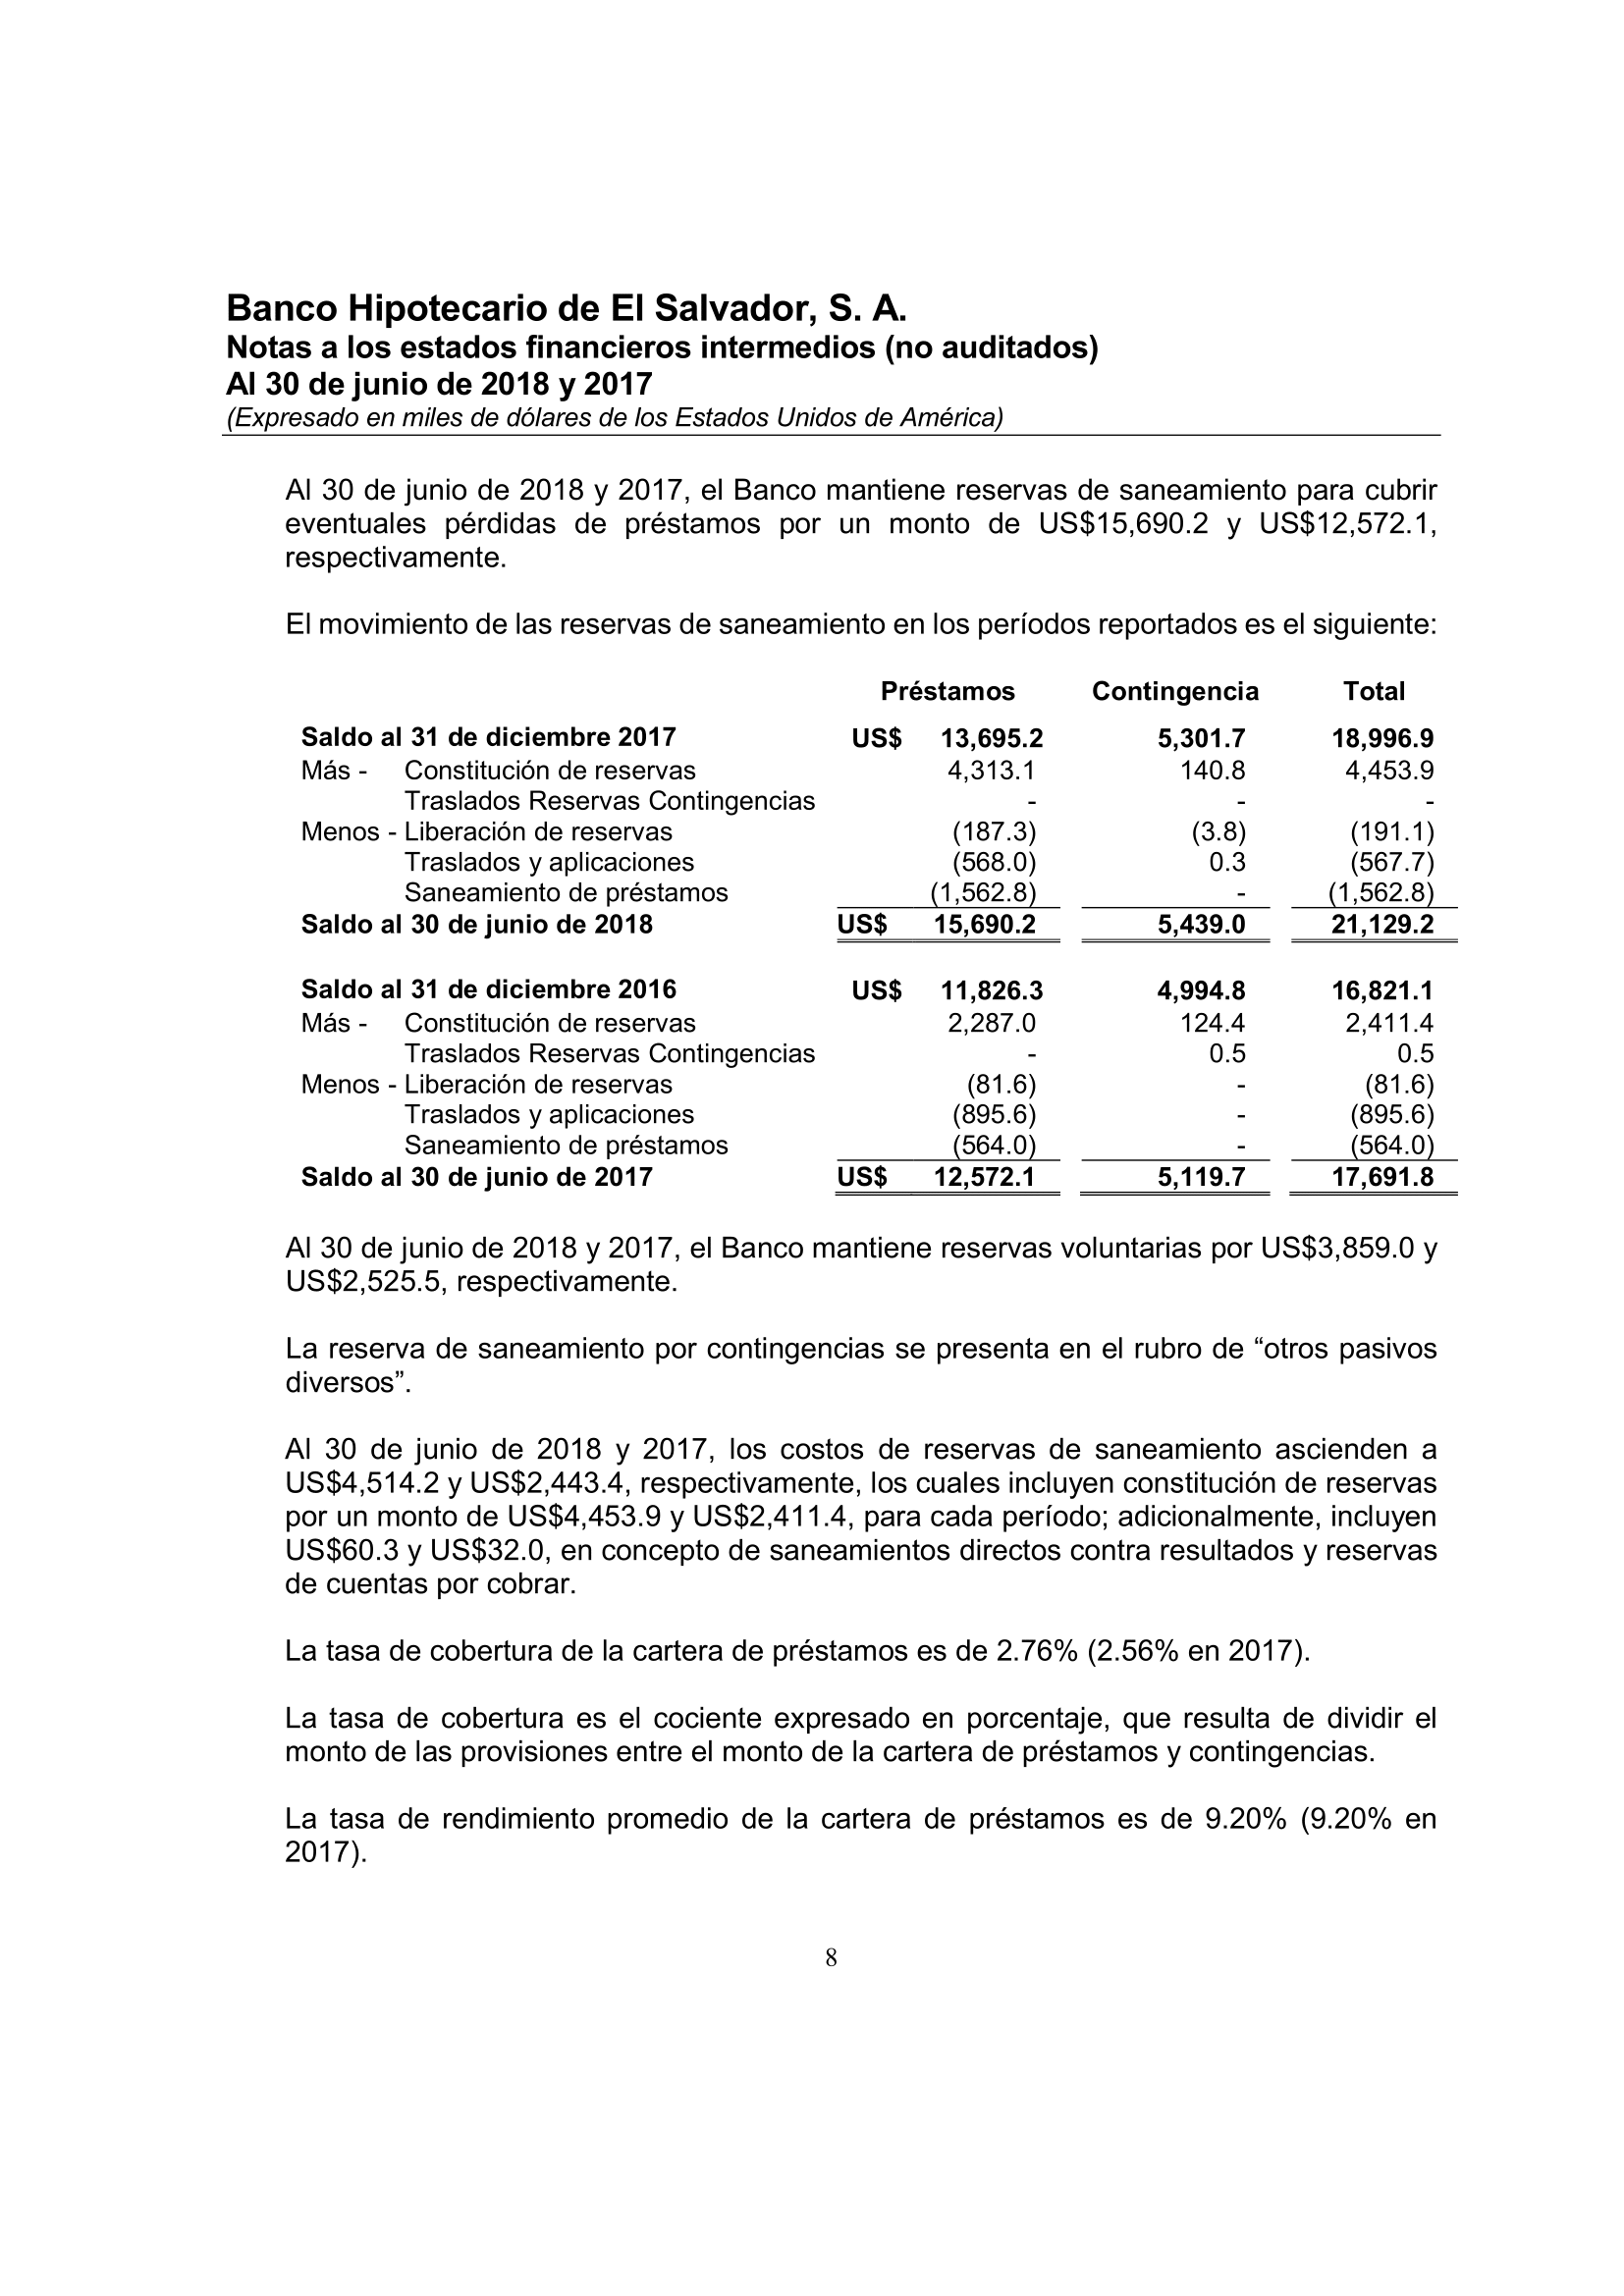 Banco Hipotecario de El Salvador, S. A.
Notas a los estados financieros intermedios (no auditados)
Al 30 de junio de 2018 y 2017
(Expresado en miles de dólares de los Estados Unidos de América)
Al 30 de junio de 2018 y 2017, el Banco mantiene reservas de saneamiento para cubrir
eventuales pérdidas de préstamos por un monto de US$15,690.2 y US$12,572.1,
respectivamente.
El movimiento de las reservas de saneamiento en los períodos reportados es el siguiente:
Préstamos Contingencia Total
Saldo al 31 de diciembre 2017 US$ 13,695.2 5,301.7 18,996.9
Más - Constitución de reservas 4,313.1 140.8 4,453.9
Traslados Reservas Contingencias - - -
Menos - Liberación de reservas (187.3) (3.8) (191.1)
Traslados y aplicaciones (568.0) 0.3 (567.7)
Saneamiento de préstamos (1,562.8) - (1,562.8)
Saldo al 30 de junio de 2018 US$ 15,690.2 5,439.0 21,129.2
Saldo al 31 de diciembre 2016 US$ 11,826.3 4,994.8 16,821.1
Más - Constitución de reservas 2,287.0 124.4 2,411.4
Traslados Reservas Contingencias - 0.5 0.5
Menos - Liberación de reservas (81.6) - (81.6)
Traslados y aplicaciones (895.6) - (895.6)
Saneamiento de préstamos (564.0) - (564.0)
Saldo al 30 de junio de 2017 US$ 12,572.1 5,119.7 17,691.8
Al 30 de junio de 2018 y 2017, el Banco mantiene reservas voluntarias por US$3,859.0 y
US$2,525.5, respectivamente.
La reserva de saneamiento por contingencias se presenta en el rubro de “otros pasivos
diversos”.
Al 30 de junio de 2018 y 2017, los costos de reservas de saneamiento ascienden a
US$4,514.2 y US$2,443.4, respectivamente, los cuales incluyen constitución de reservas
por un monto de US$4,453.9 y US$2,411.4, para cada período; adicionalmente, incluyen
US$60.3 y US$32.0, en concepto de saneamientos directos contra resultados y reservas
de cuentas por cobrar.
La tasa de cobertura de la cartera de préstamos es de 2.76% (2.56% en 2017).
La tasa de cobertura es el cociente expresado en porcentaje, que resulta de dividir el
monto de las provisiones entre el monto de la cartera de préstamos y contingencias.
La tasa de rendimiento promedio de la cartera de préstamos es de 9.20% (9.20% en
2017).
8